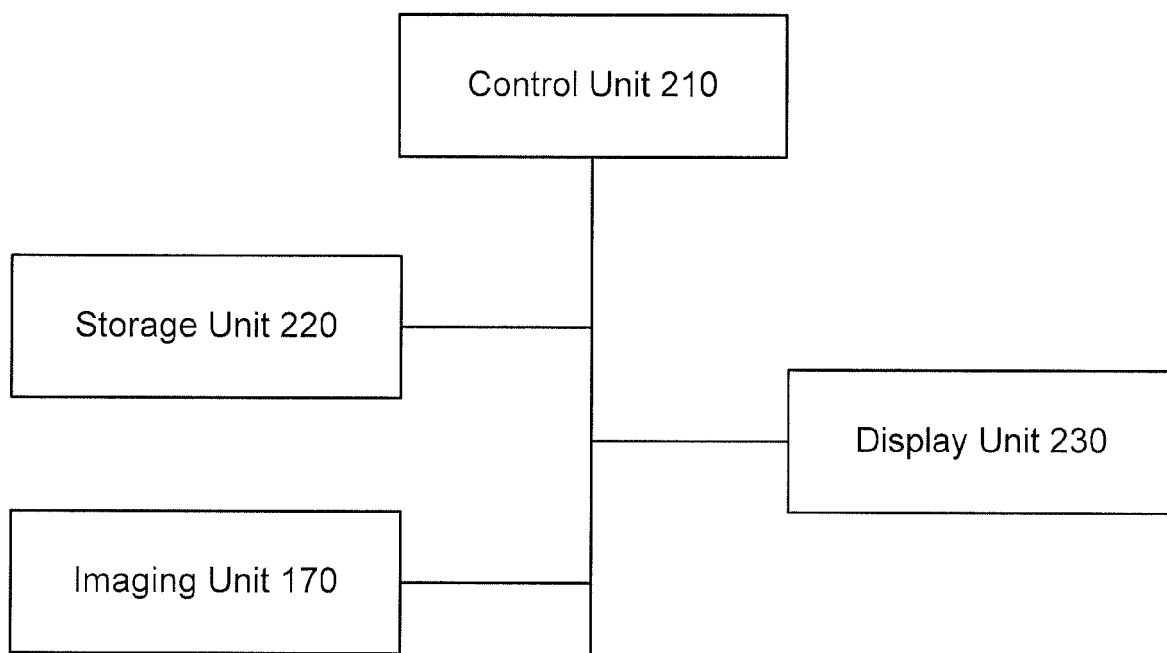 Control Unit 210
Storage Unit 220
Display Unit 230
Imaging Unit 170